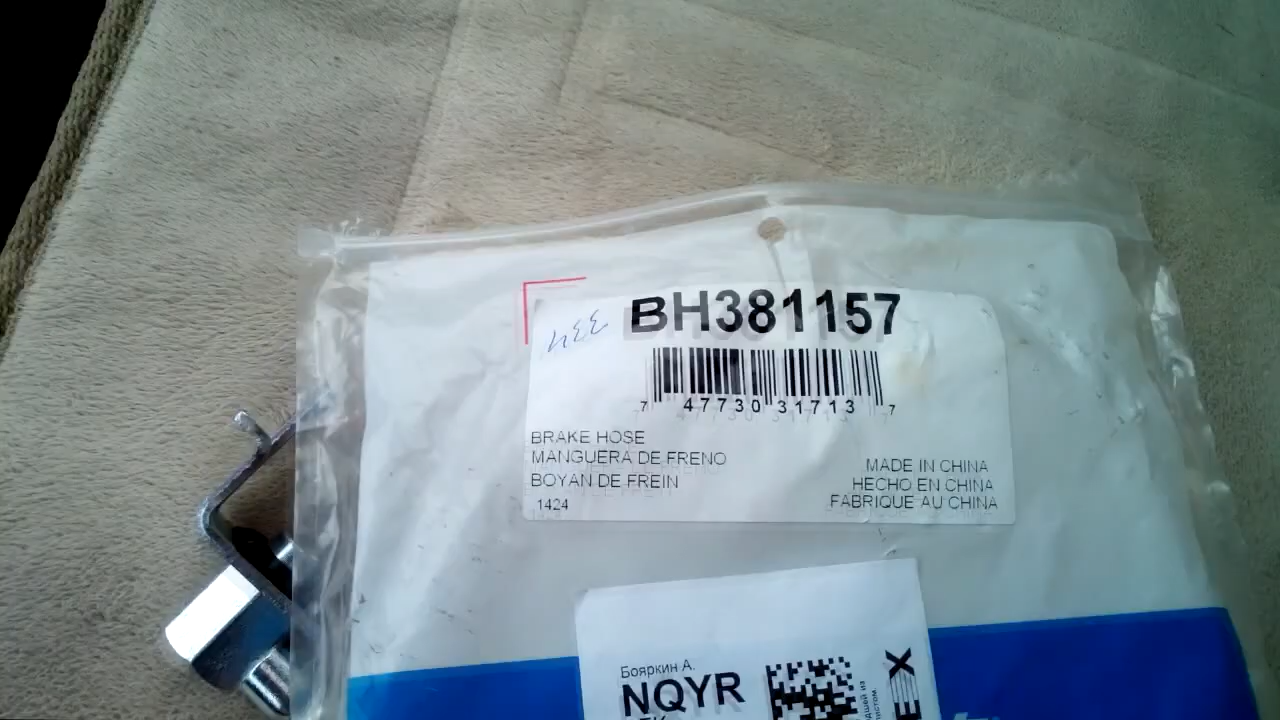 BH381157
7 47730 31713 7
BRAKE HOSE
MANGUERA DE FRENO
BOYAN DE FREIN
1424
MADE IN CHINA
HECHO EN CHINA
FABRIQUE AU CHINA
Бояркин А.
NQYR
EX